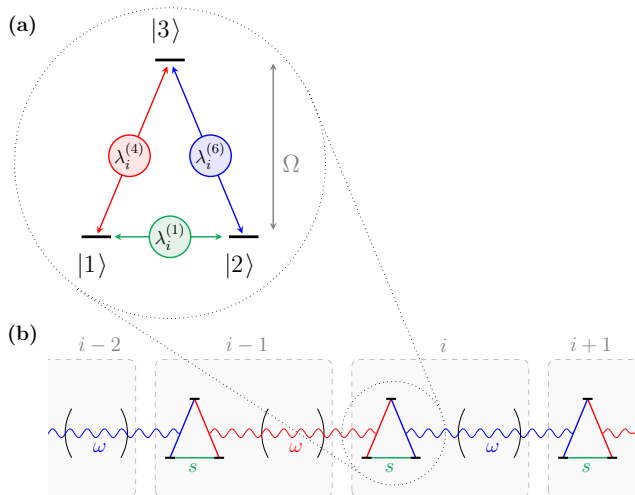 (a)
|3⟩
λ_i^{(4)} λ_i^{(6)}
Ω
λ_i^{(1)}
|1⟩ |2⟩
(b)
i − 2 i − 1 i i + 1
ω ω ω
s s s